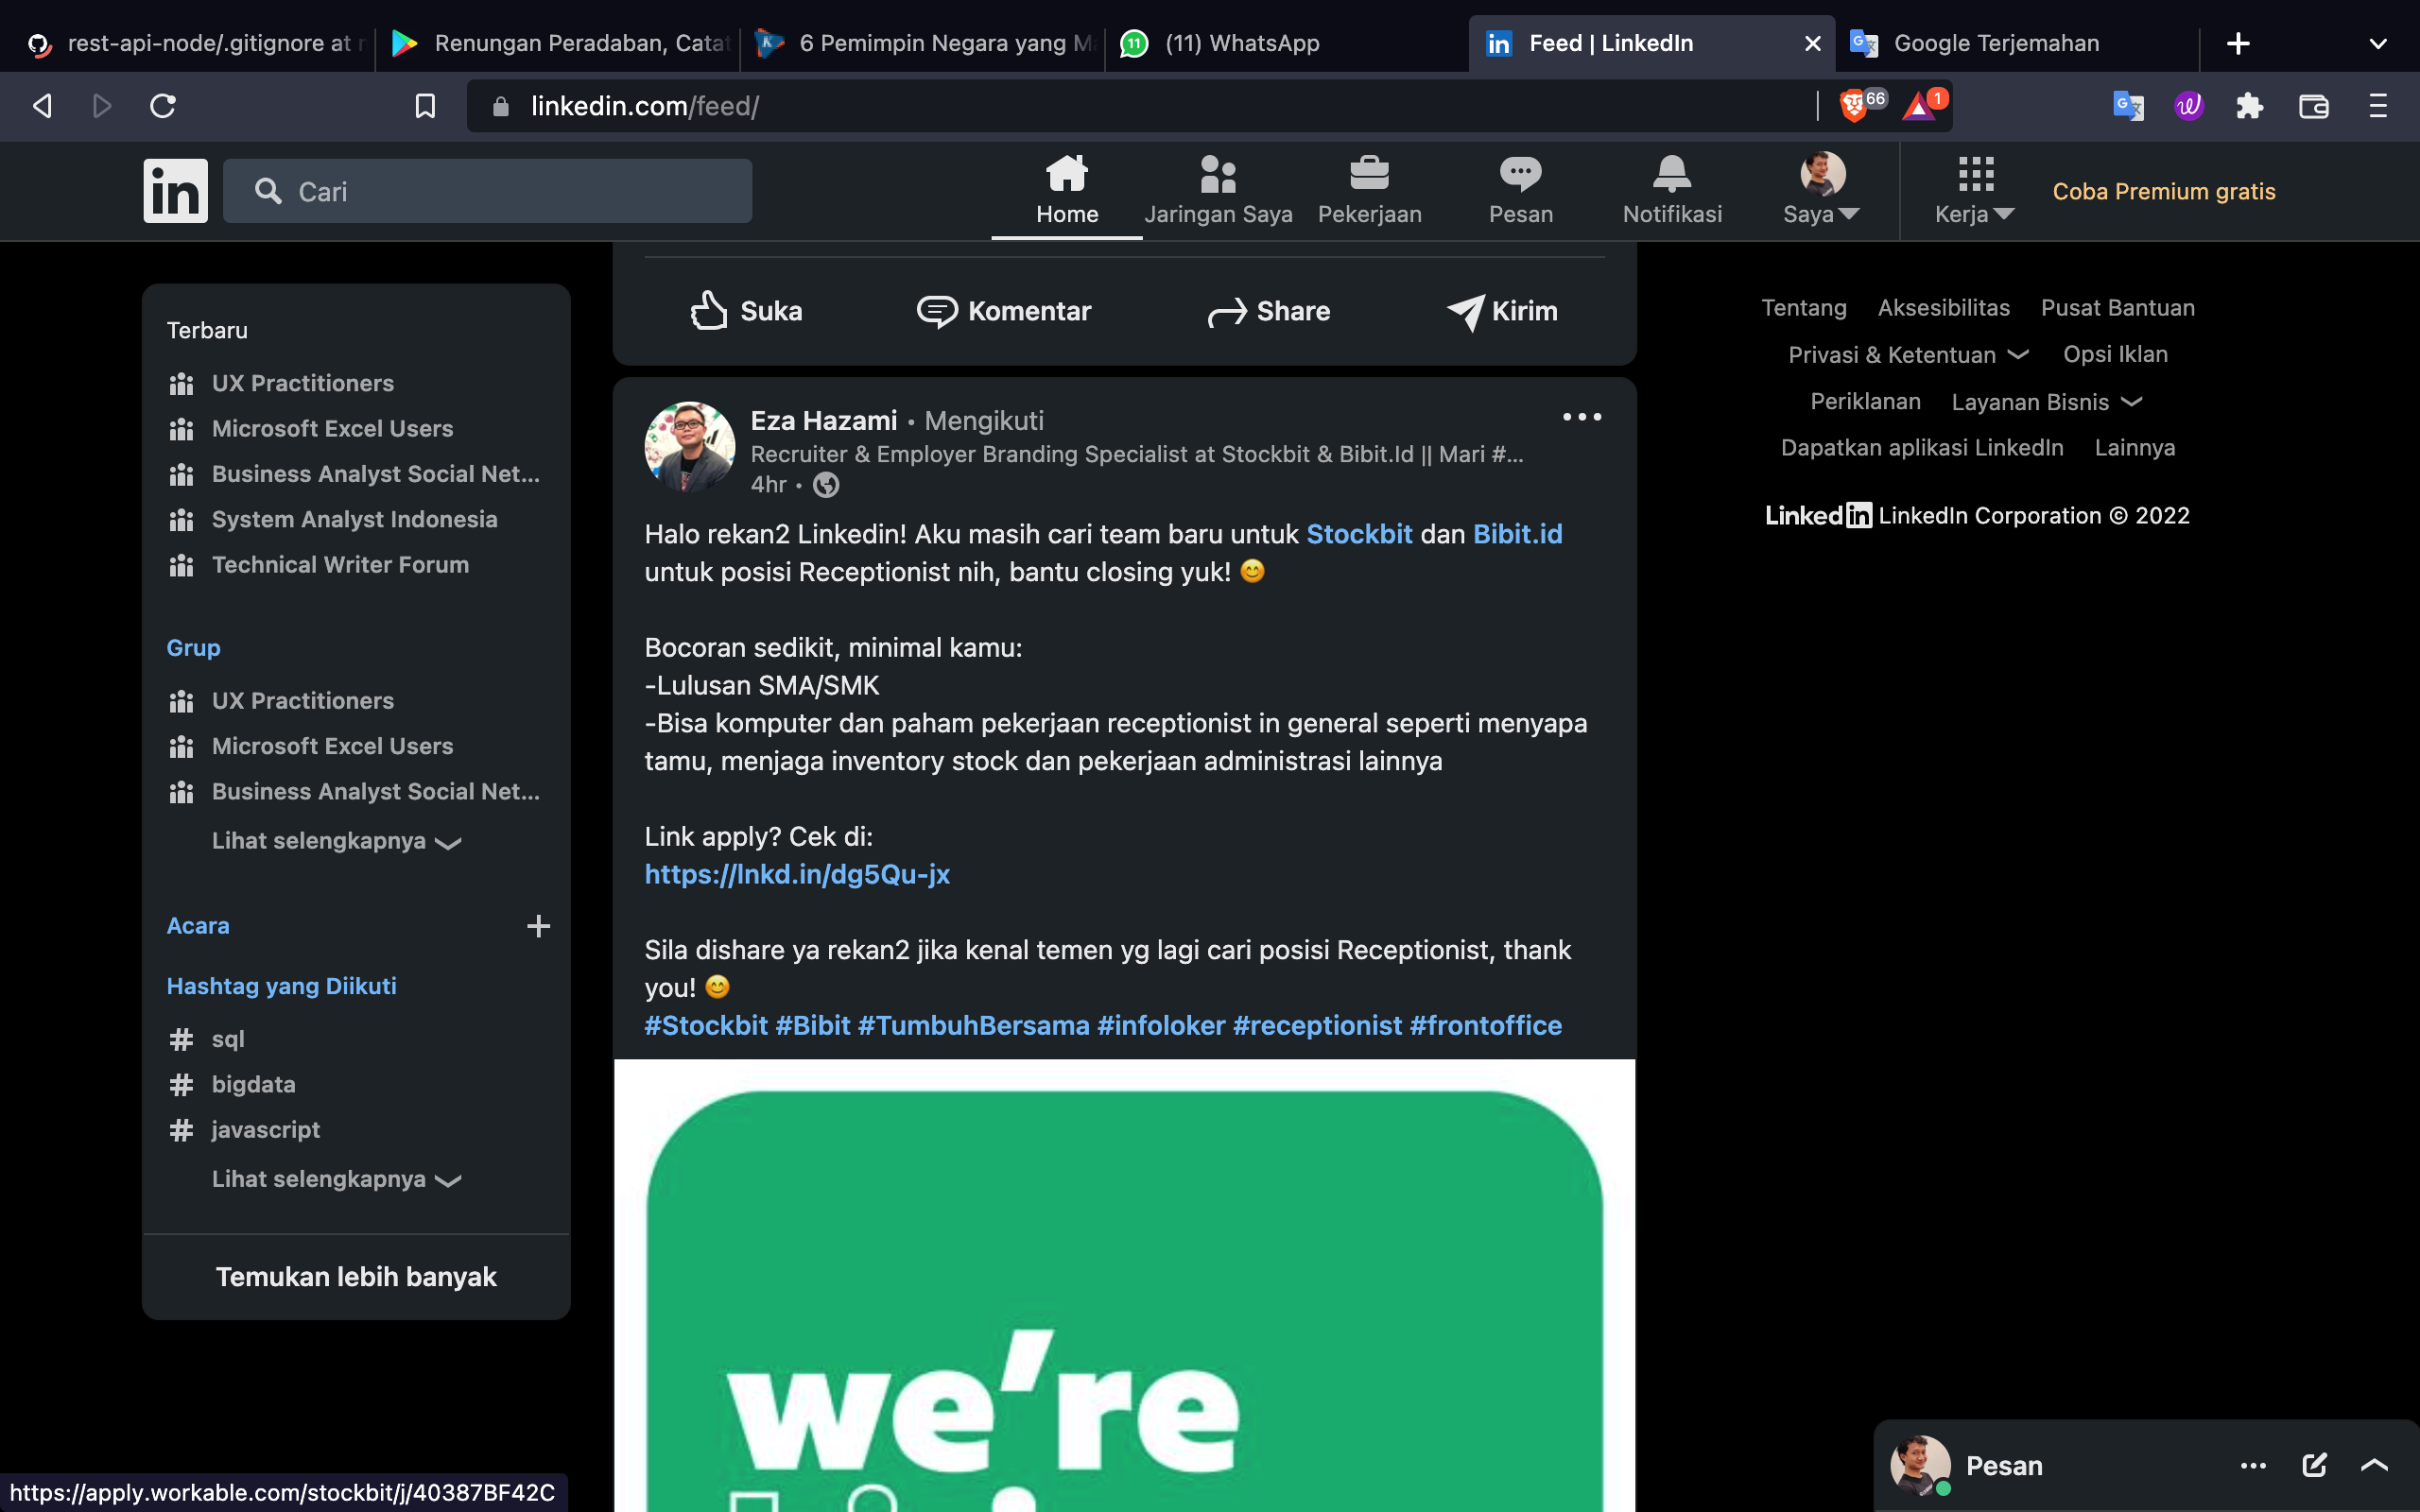 rest-api-node/.gitignore at
Renungan Peradaban, Cata
6 Pemimpin Negara yang M
(11) WhatsApp
Feed | LinkedIn
Google Terjemahan
linkedin.com/feed/
66
1
in
Cari
Home
Jaringan Saya
Pekerjaan
Pesan
Notifikasi
Saya
Kerja
Coba Premium gratis
Terbaru
UX Practitioners
Microsoft Excel Users
Business Analyst Social Net...
System Analyst Indonesia
Technical Writer Forum
Grup
UX Practitioners
Microsoft Excel Users
Business Analyst Social Net...
Lihat selengkapnya
Acara
Hashtag yang Diikuti
# sql
# bigdata
# javascript
Lihat selengkapnya
Temukan lebih banyak
Suka
Komentar
Share
Kirim
Eza Hazami • Mengikuti
Recruiter & Employer Branding Specialist at Stockbit & Bibit.Id || Mari #...
4hr •
Halo rekan2 Linkedin! Aku masih cari team baru untuk Stockbit dan Bibit.id
untuk posisi Receptionist nih, bantu closing yuk! 😊
Bocoran sedikit, minimal kamu:
-Lulusan SMA/SMK
-Bisa komputer dan paham pekerjaan receptionist in general seperti menyapa
tamu, menjaga inventory stock dan pekerjaan administrasi lainnya
Link apply? Cek di:
https://lnkd.in/dg5Qu-jx
Sila dishare ya rekan2 jika kenal temen yg lagi cari posisi Receptionist, thank
you! 😊
#Stockbit #Bibit #TumbuhBersama #infoloker #receptionist #frontoffice
we're
Tentang Aksesibilitas Pusat Bantuan
Privasi & Ketentuan Opsi Iklan
Periklanan Layanan Bisnis
Dapatkan aplikasi LinkedIn Lainnya
LinkedIn LinkedIn Corporation © 2022
Pesan
https://apply.workable.com/stockbit/j/40387BF42C